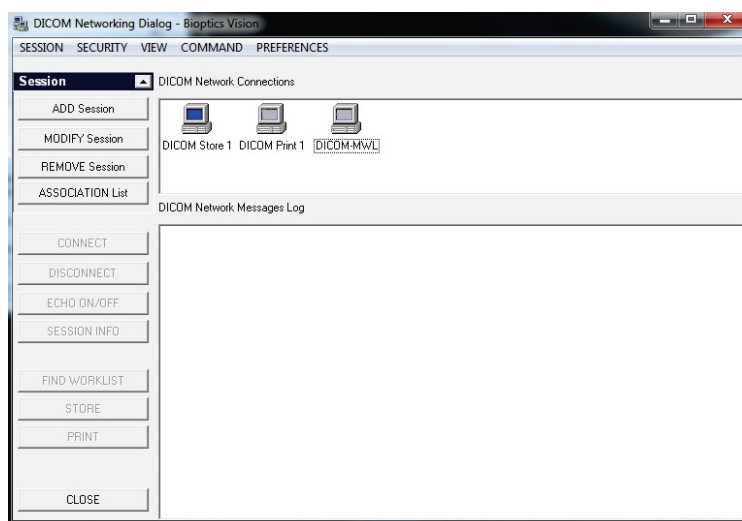 DICOM Networking Dialog - Bioptics Vision
SESSION SECURITY VIEW COMMAND PREFERENCES
Session
ADD Session
MODIFY Session
REMOVE Session
ASSOCIATION List
CONNECT
DISCONNECT
ECHO ON/OFF
SESSION INFO
FIND WORKLIST
STORE
PRINT
CLOSE
DICOM Network Connections
DICOM Store 1 DICOM Print 1 DICOM-MWL
DICOM Network Messages Log